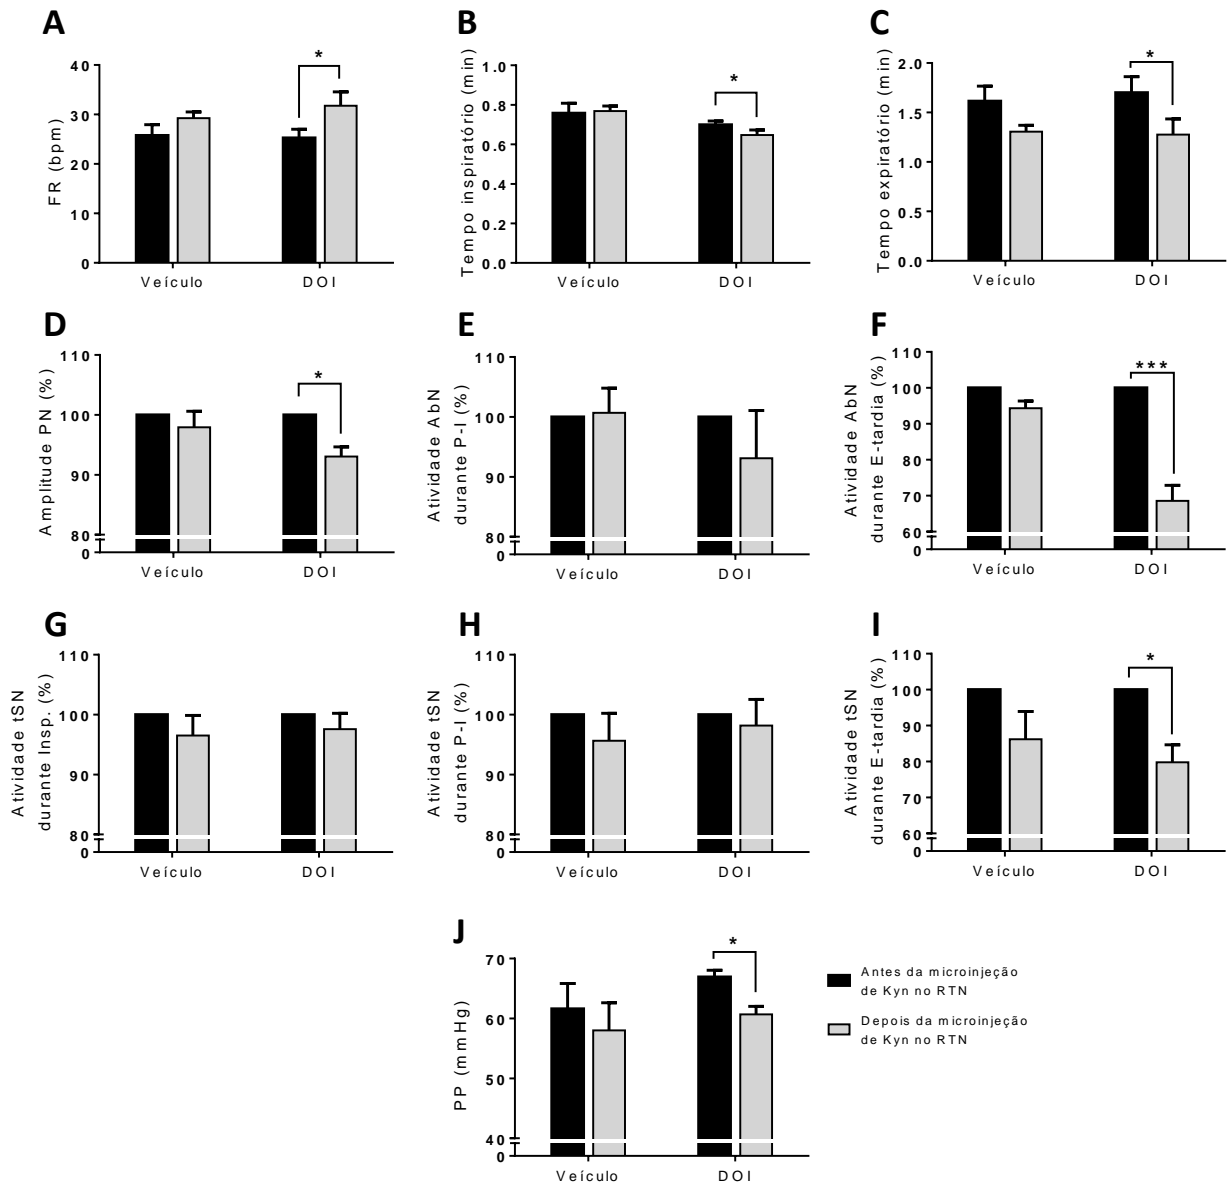 A
FR (bpm)
40
30
20
10
0
*
Veículo
DOI
B
Tempo inspiratório (min)
1.0
0.8
0.6
0.4
0.2
0.0
*
Veículo
DOI
C
Tempo expiratório (min)
2.0
1.5
1.0
0.5
0.0
*
Veículo
DOI
D
Amplitude PN (%)
110
100
90
80
0
*
Veículo
DOI
E
Atividade AbN
durante P-I (%)
110
100
90
80
0
Veículo
DOI
F
Atividade AbN
durante E-tardia (%)
110
100
90
80
70
60
0
***
Veículo
DOI
G
Atividade tSN
durante Insp. (%)
110
100
90
80
0
Veículo
DOI
H
Atividade tSN
durante P-I (%)
110
100
90
80
0
Veículo
DOI
I
Atividade tSN
durante E-tardia (%)
110
100
90
80
70
60
0
*
Veículo
DOI
J
PP (mmHg)
70
60
50
40
0
*
Veículo
DOI
Antes da microinjeção
de Kyn no RTN
Depois da microinjeção
de Kyn no RTN